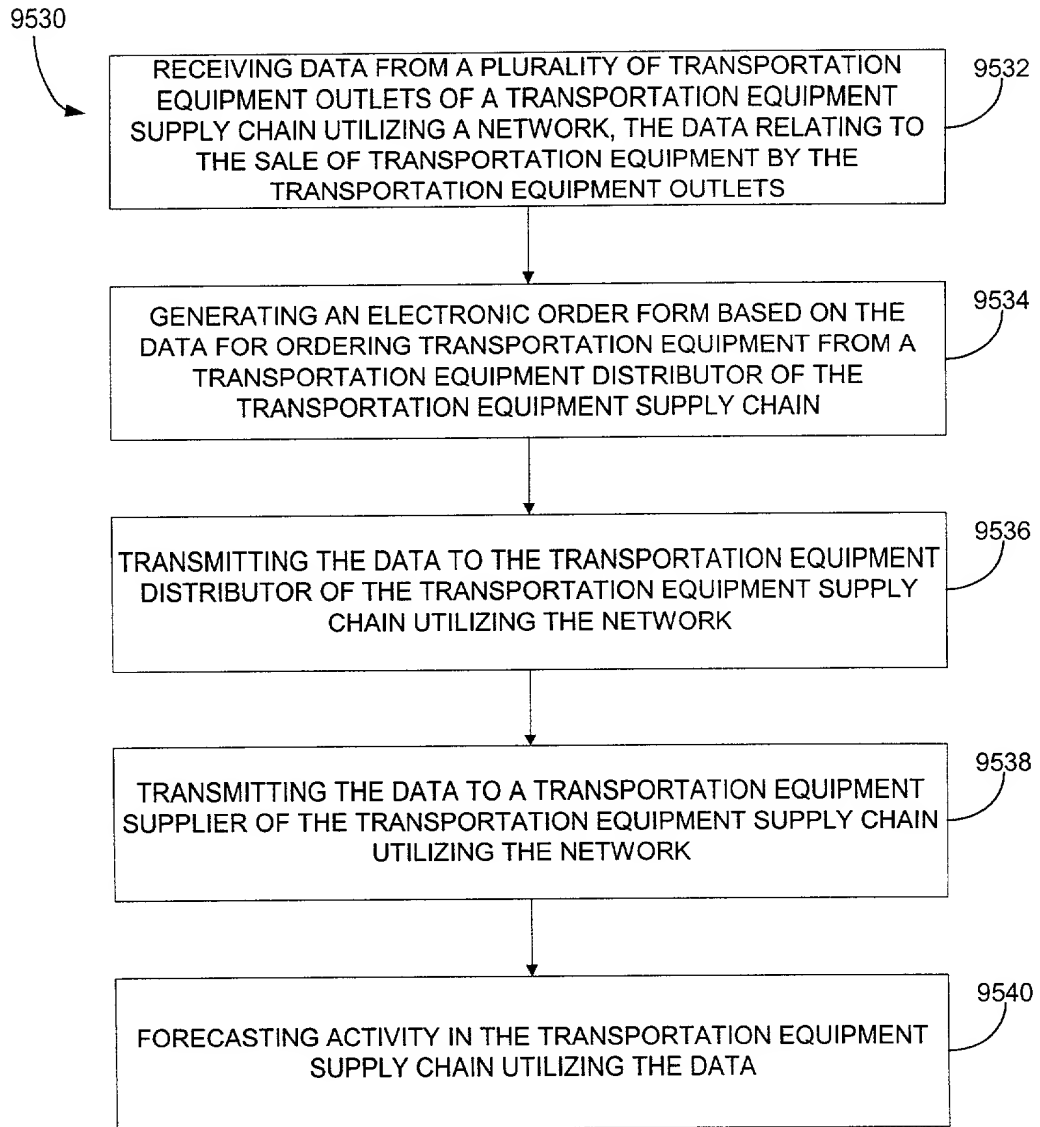 9530
RECEIVING DATA FROM A PLURALITY OF TRANSPORTATION
EQUIPMENT OUTLETS OF A TRANSPORTATION EQUIPMENT
SUPPLY CHAIN UTILIZING A NETWORK, THE DATA RELATING TO
THE SALE OF TRANSPORTATION EQUIPMENT BY THE
TRANSPORTATION EQUIPMENT OUTLETS
9532
GENERATING AN ELECTRONIC ORDER FORM BASED ON THE
DATA FOR ORDERING TRANSPORTATION EQUIPMENT FROM A
TRANSPORTATION EQUIPMENT DISTRIBUTOR OF THE
TRANSPORTATION EQUIPMENT SUPPLY CHAIN
9534
TRANSMITTING THE DATA TO THE TRANSPORTATION EQUIPMENT
DISTRIBUTOR OF THE TRANSPORTATION EQUIPMENT SUPPLY
CHAIN UTILIZING THE NETWORK
9536
TRANSMITTING THE DATA TO A TRANSPORTATION EQUIPMENT
SUPPLIER OF THE TRANSPORTATION EQUIPMENT SUPPLY CHAIN
UTILIZING THE NETWORK
9538
FORECASTING ACTIVITY IN THE TRANSPORTATION EQUIPMENT
SUPPLY CHAIN UTILIZING THE DATA
9540